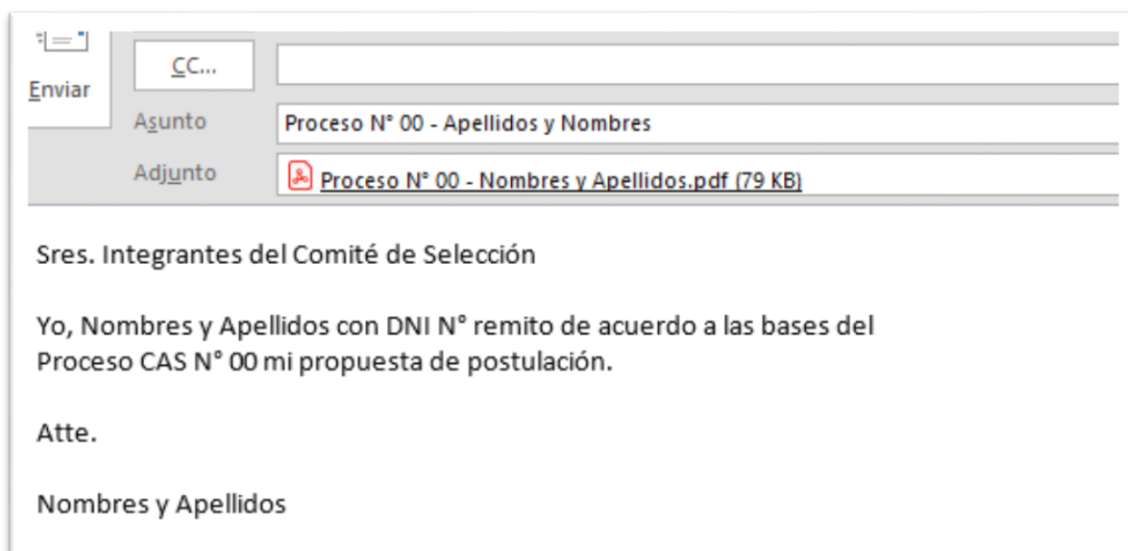 Enviar
CC...
Asunto
Proceso N° 00 - Apellidos y Nombres
Adjunto
Proceso N° 00 - Nombres y Apellidos.pdf (79 KB)
Sres. Integrantes del Comité de Selección
Yo, Nombres y Apellidos con DNI N° remito de acuerdo a las bases del
Proceso CAS N° 00 mi propuesta de postulación.
Atte.
Nombres y Apellidos